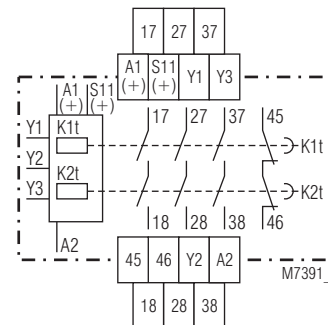 17 27 37
A1 (+) S11 (+) Y1 Y3
A1 (+) S11 (+)
17 27 37 45
Y1 K1t K1t
Y2
Y3 K2t K2t
18 28 38 46
A2
45 46 Y2 A2
M7391_
18 28 38